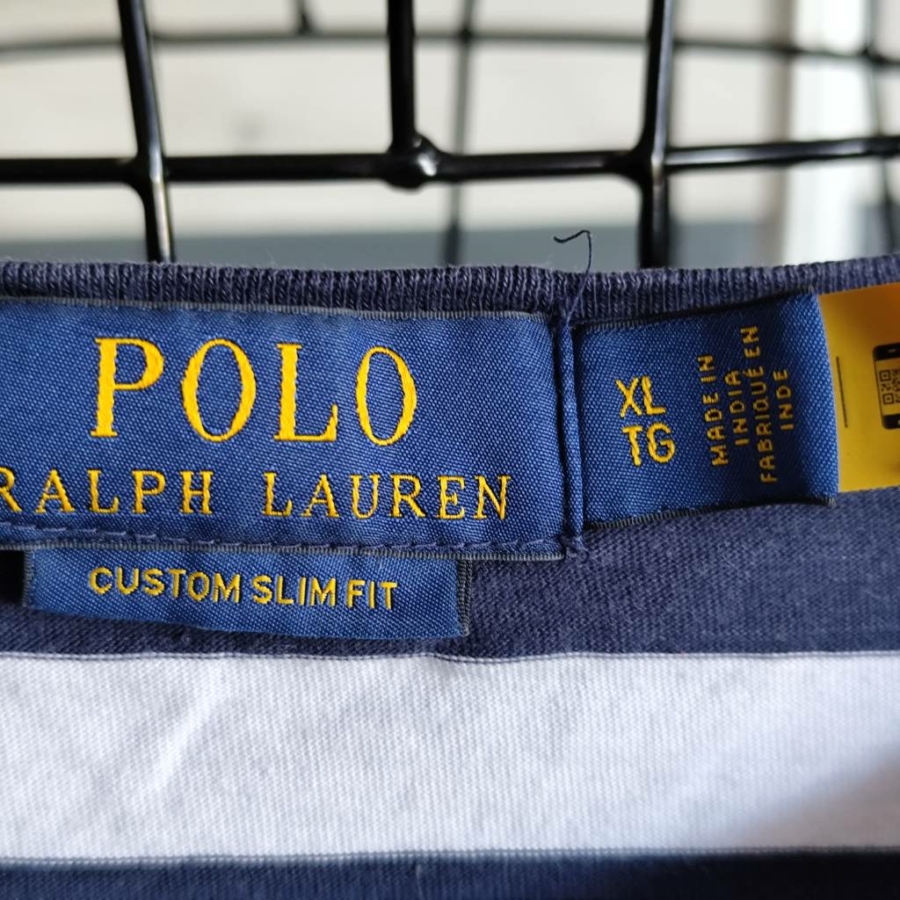 POLO
RALPH LAUREN
CUSTOM SLIM FIT
XL
TG
MADE IN
INDIA
FABRIQUÉ EN
INDE